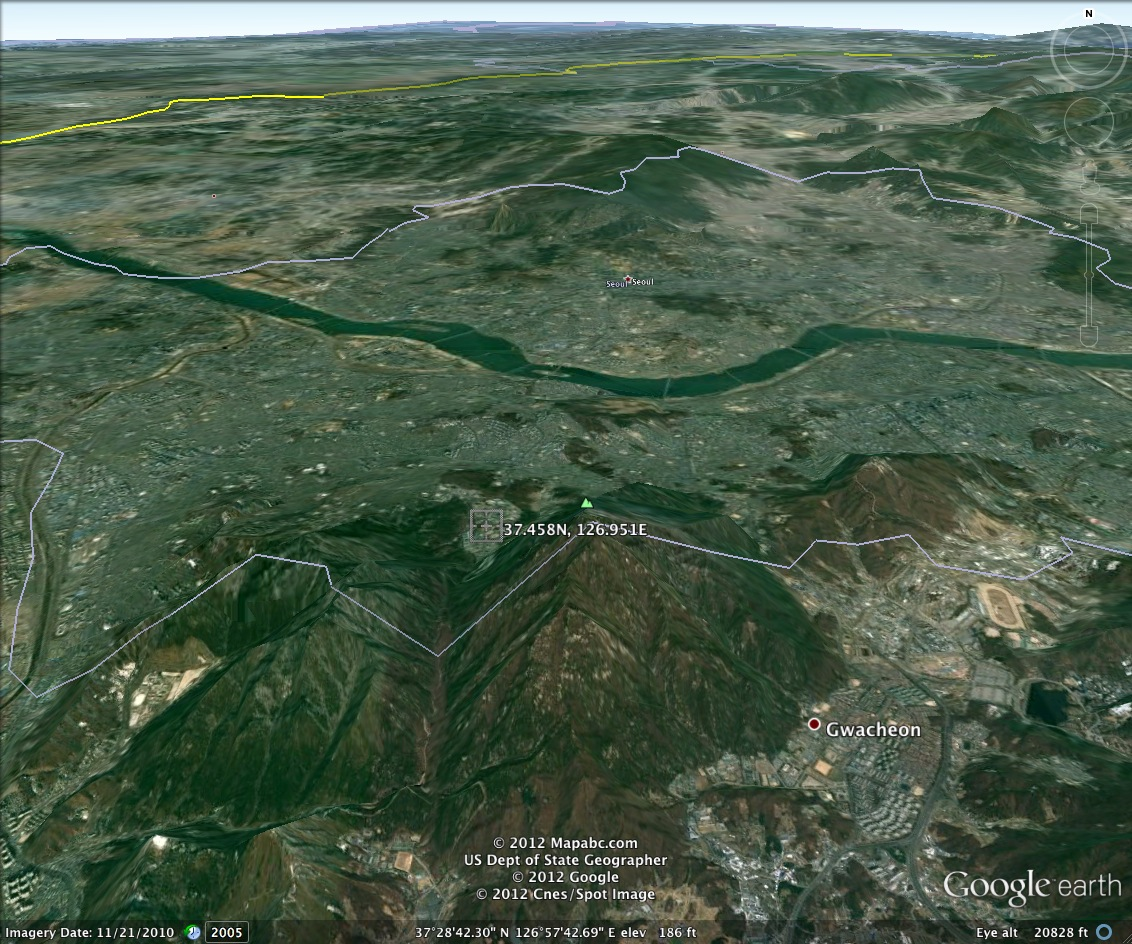 N
Seoul Seoul
37.458N, 126.951E
Gwacheon
© 2012 Mapabc.com
US Dept of State Geographer
© 2012 Google
© 2012 Cnes/Spot Image
Google earth
Imagery Date: 11/21/2010 2005 37°28'42.30" N 126°57'42.69" E elev 186 ft Eye alt 20828 ft